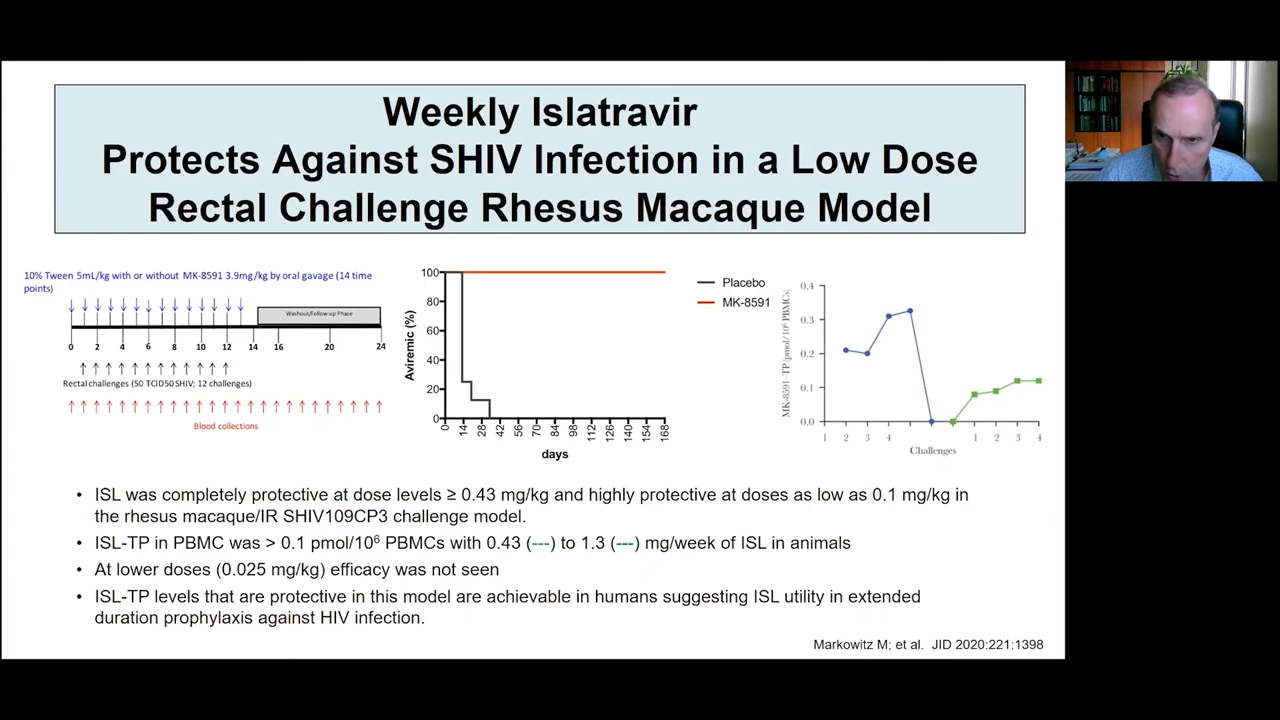 Weekly Islatravir
Protects Against SHIV Infection in a Low Dose
Rectal Challenge Rhesus Macaque Model
10% Tween 5mL/kg with or without MK-8591 3.9mg/kg by oral gavage (14 time
points)
Washout/Follow-up Phase
0 2 4 6 8 10 12 14 16 20 24
Rectal challenges (50 TCID50 SHIV; 12 challenges)
Blood collections
Aviremic (%)
100
80
60
40
20
0
0 14 28 42 56 70 84 98 112 126 140 154 168
days
Placebo
MK-8591
MK-8591-TP (pmol/10⁶ PBMCs)
0.4
0.3
0.2
0.1
0.0
1 2 3 4 1 2 3 4
Challenges
• ISL was completely protective at dose levels ≥ 0.43 mg/kg and highly protective at doses as low as 0.1 mg/kg in
the rhesus macaque/IR SHIV109CP3 challenge model.
• ISL-TP in PBMC was > 0.1 pmol/10⁶ PBMCs with 0.43 (---) to 1.3 (---) mg/week of ISL in animals
• At lower doses (0.025 mg/kg) efficacy was not seen
• ISL-TP levels that are protective in this model are achievable in humans suggesting ISL utility in extended
duration prophylaxis against HIV infection.
Markowitz M; et al. JID 2020:221:1398